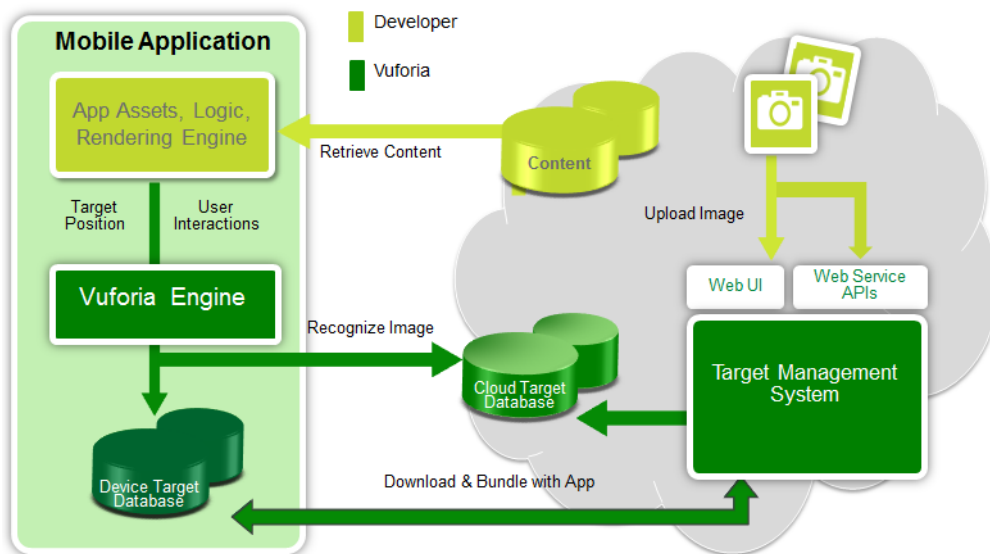 Developer
Vuforia
Mobile Application
App Assets, Logic,
Rendering Engine
Retrieve Content
Content
Target
Position
User
Interactions
Upload Image
Web UI
Web Service
APIs
Vuforia Engine
Recognize Image
Cloud Target
Database
Target Management
System
Device Target
Database
Download & Bundle with App